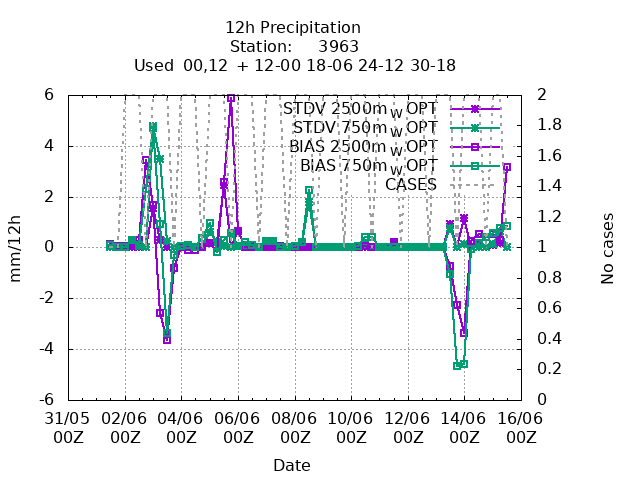 12h Precipitation
Station: 3963
Used 00,12 + 12-00 18-06 24-12 30-18
STDV 2500m_W OPT
STDV 750m_W OPT
BIAS 2500m_W OPT
BIAS 750m_W OPT
CASES
6
4
2
0
-2
-4
-6
mm/12h
2
1.8
1.6
1.4
1.2
1
0.8
0.6
0.4
0.2
0
No cases
31/05 02/06 04/06 06/06 08/06 10/06 12/06 14/06 16/06
00Z 00Z 00Z 00Z 00Z 00Z 00Z 00Z 00Z
Date